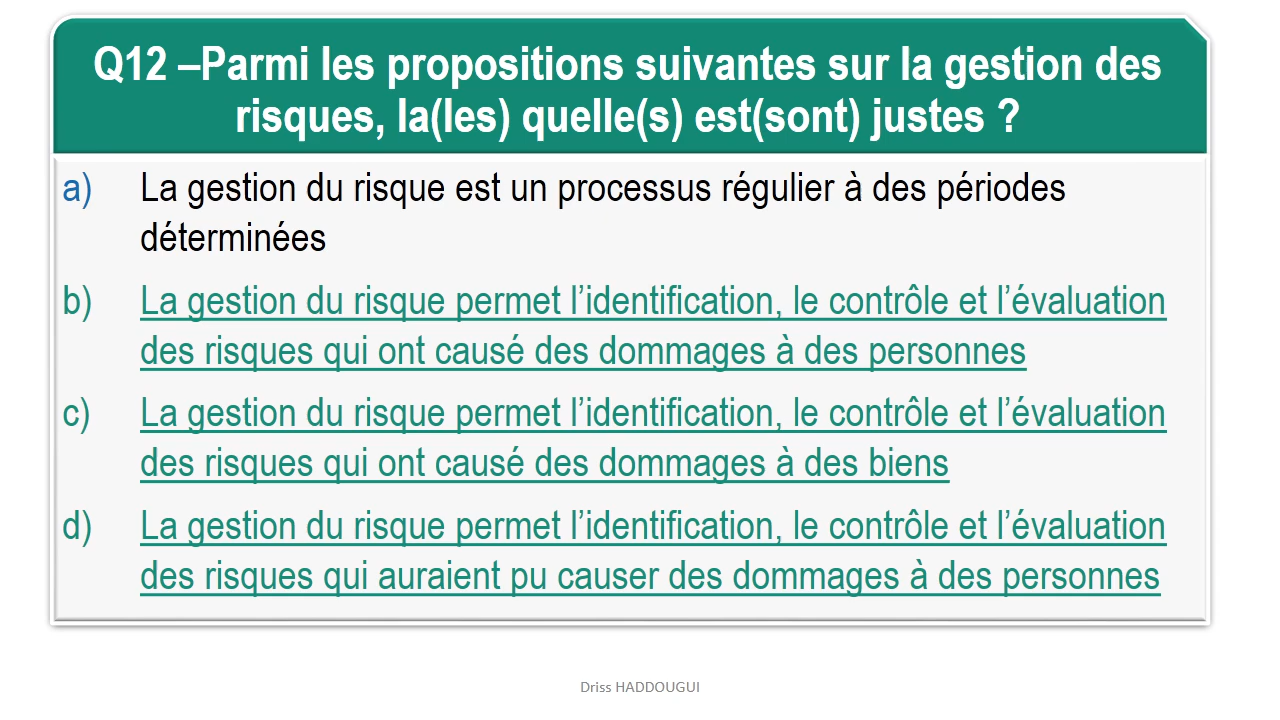 Q12 –Parmi les propositions suivantes sur la gestion des
risques, la(les) quelle(s) est(sont) justes ?
a) La gestion du risque est un processus régulier à des périodes
déterminées
b) La gestion du risque permet l’identification, le contrôle et l’évaluation
des risques qui ont causé des dommages à des personnes
c) La gestion du risque permet l’identification, le contrôle et l’évaluation
des risques qui ont causé des dommages à des biens
d) La gestion du risque permet l’identification, le contrôle et l’évaluation
des risques qui auraient pu causer des dommages à des personnes
Driss HADDOUGUI